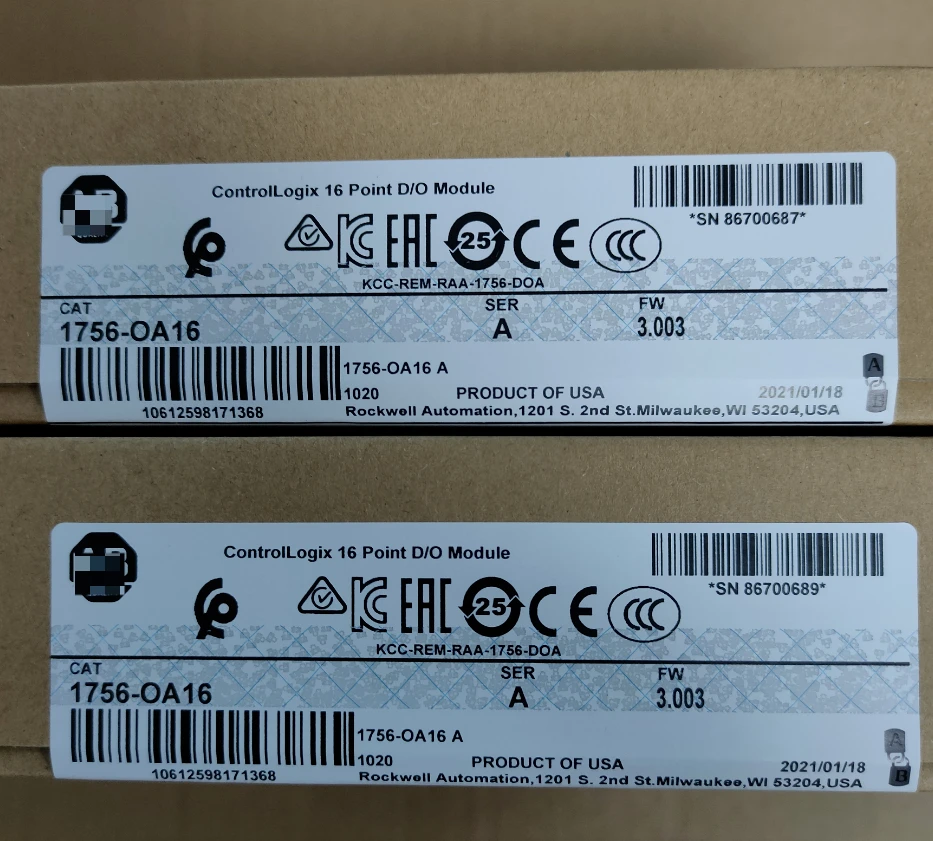 ControlLogix 16 Point D/O Module
*SN 86700687*
25
KCC-REM-RAA-1756-DOA
CAT SER FW
1756-OA16 A 3.003
1756-OA16 A
1020 PRODUCT OF USA 2021/01/18
10612598171368 Rockwell Automation,1201 S. 2nd St.Milwaukee,WI 53204,USA
A
B
ControlLogix 16 Point D/O Module
*SN 86700689*
25
KCC-REM-RAA-1756-DOA
CAT SER FW
1756-OA16 A 3.003
1756-OA16 A
1020 PRODUCT OF USA 2021/01/18
10612598171368 Rockwell Automation,1201 S. 2nd St.Milwaukee,WI 53204,USA
A
B